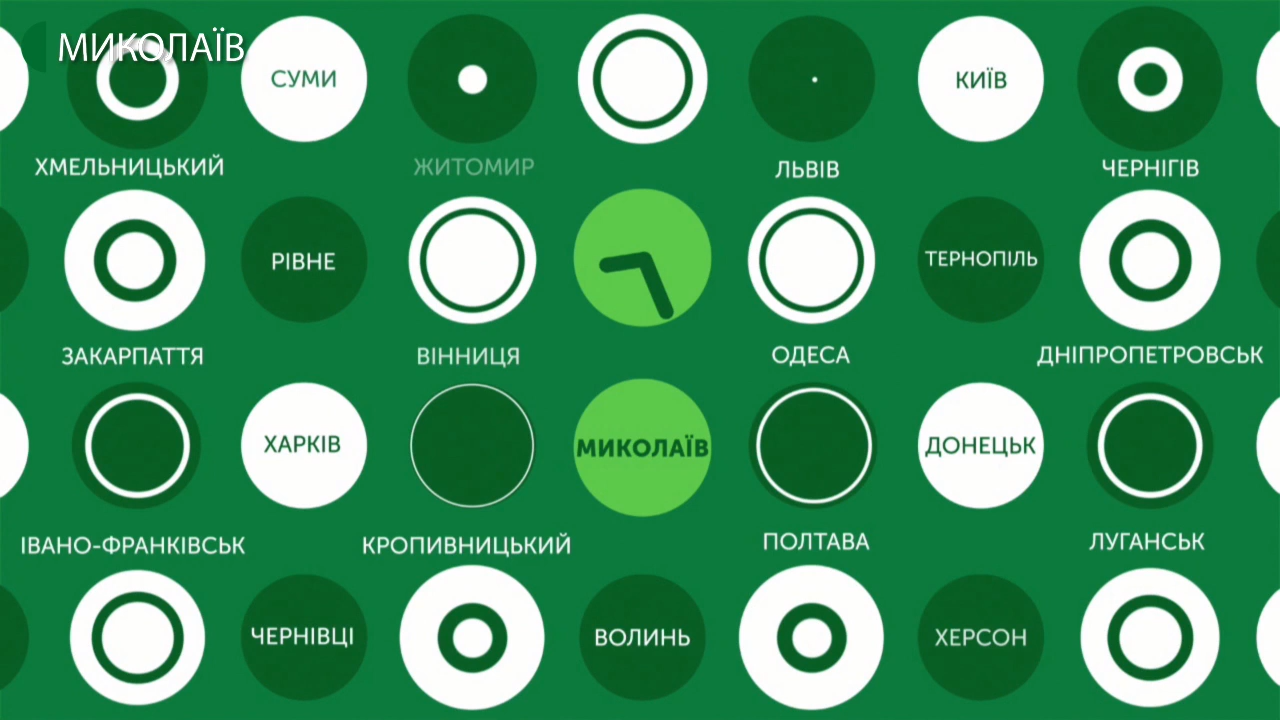 МИКОЛАЇВ
СУМИ
КИЇВ
ХМЕЛЬНИЦЬКИЙ
ЖИТОМИР
ЛЬВІВ
ЧЕРНІГІВ
РІВНЕ
ТЕРНОПІЛЬ
ЗАКАРПАТТЯ
ВІННИЦЯ
ОДЕСА
ДНІПРОПЕТРОВСЬК
ХАРКІВ
МИКОЛАЇВ
ДОНЕЦЬК
ІВАНО-ФРАНКІВСЬК
КРОПИВНИЦЬКИЙ
ПОЛТАВА
ЛУГАНСЬК
ЧЕРНІВЦІ
ВОЛИНЬ
ХЕРСОН